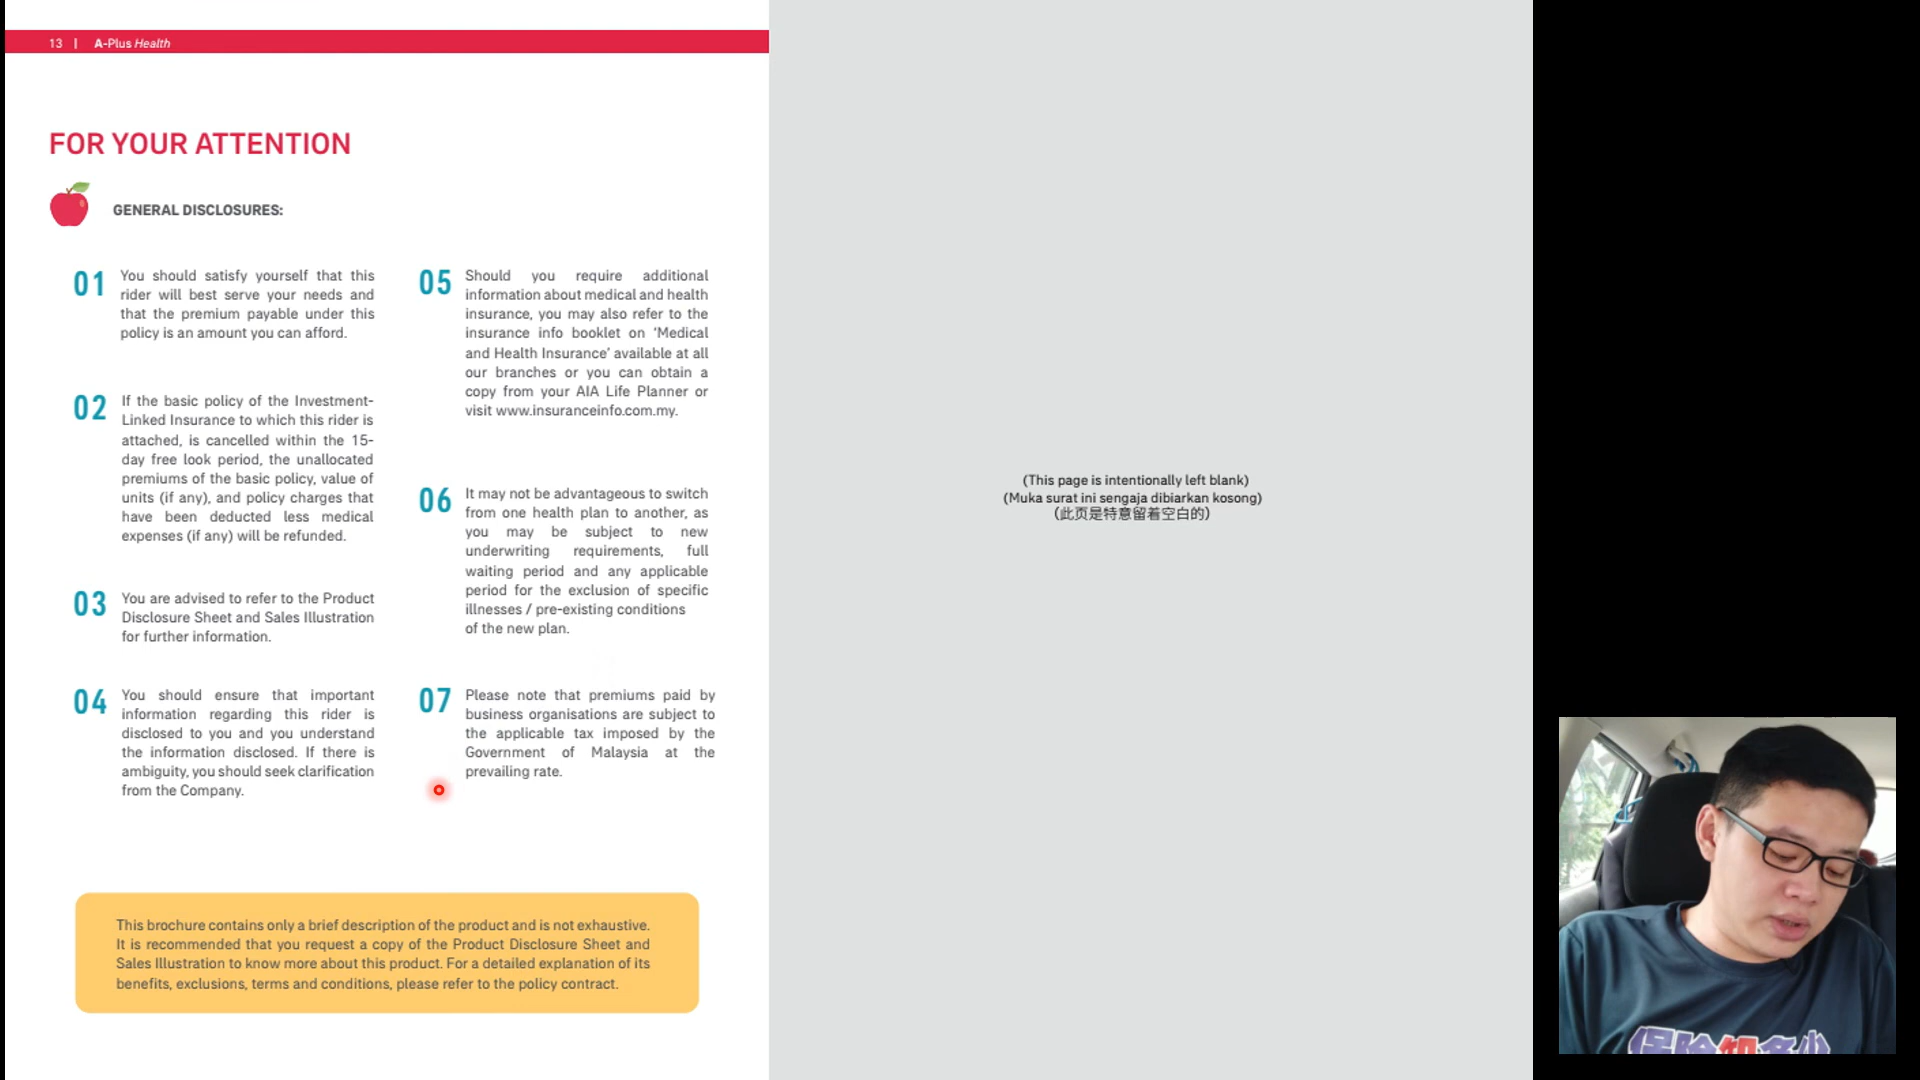 13 | A-Plus Health
FOR YOUR ATTENTION
GENERAL DISCLOSURES:
01
You should satisfy yourself that this
rider will best serve your needs and
that the premium payable under this
policy is an amount you can afford.
02
If the basic policy of the Investment-
Linked Insurance to which this rider is
attached, is cancelled within the 15-
day free look period, the unallocated
premiums of the basic policy, value of
units (if any), and policy charges that
have been deducted less medical
expenses (if any) will be refunded.
03
You are advised to refer to the Product
Disclosure Sheet and Sales Illustration
for further information.
04
You should ensure that important
information regarding this rider is
disclosed to you and you understand
the information disclosed. If there is
ambiguity, you should seek clarification
from the Company.
05
Should you require additional
information about medical and health
insurance, you may also refer to the
insurance info booklet on ‘Medical
and Health Insurance’ available at all
our branches or you can obtain a
copy from your AIA Life Planner or
visit www.insuranceinfo.com.my.
06
It may not be advantageous to switch
from one health plan to another, as
you may be subject to new
underwriting requirements, full
waiting period and any applicable
period for the exclusion of specific
illnesses / pre-existing conditions
of the new plan.
07
Please note that premiums paid by
business organisations are subject to
the applicable tax imposed by the
Government of Malaysia at the
prevailing rate.
This brochure contains only a brief description of the product and is not exhaustive.
It is recommended that you request a copy of the Product Disclosure Sheet and
Sales Illustration to know more about this product. For a detailed explanation of its
benefits, exclusions, terms and conditions, please refer to the policy contract.
(This page is intentionally left blank)
(Muka surat ini sengaja dibiarkan kosong)
(此页是特意留着空白的)
保险知多少